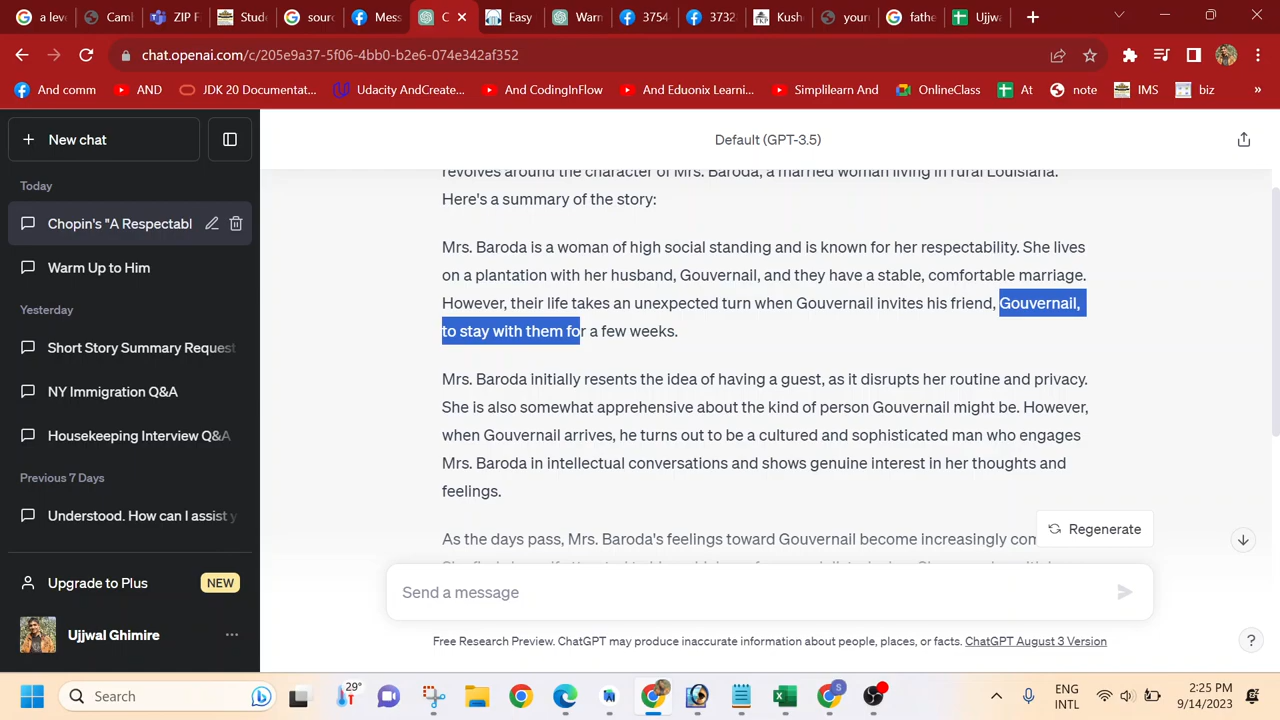 a leve
Camb
ZIP F
Stude
sourc
Mess
C
Easy
Warn
3754
3732
Kush
your
fathe
Ujjwa
chat.openai.com/c/205e9a37-5f06-4bb0-b2e6-074e342af352
And comm
AND
JDK 20 Documentat...
Udacity AndCreate...
And CodingInFlow
And Eduonix Learni...
Simplilearn And
OnlineClass
At
note
IMS
biz
»
New chat
Default (GPT-3.5)
Today
Chopin's "A Respectabl
Warm Up to Him
Yesterday
Short Story Summary Request
NY Immigration Q&A
Housekeeping Interview Q&A
Previous 7 Days
Understood. How can I assist y
Upgrade to Plus
NEW
Ujjwal Ghimire
revolves around the character of Mrs. Baroda, a married woman living in rural Louisiana.
Here's a summary of the story:
Mrs. Baroda is a woman of high social standing and is known for her respectability. She lives
on a plantation with her husband, Gouvernail, and they have a stable, comfortable marriage.
However, their life takes an unexpected turn when Gouvernail invites his friend, Gouvernail,
to stay with them for a few weeks.
Mrs. Baroda initially resents the idea of having a guest, as it disrupts her routine and privacy.
She is also somewhat apprehensive about the kind of person Gouvernail might be. However,
when Gouvernail arrives, he turns out to be a cultured and sophisticated man who engages
Mrs. Baroda in intellectual conversations and shows genuine interest in her thoughts and
feelings.
As the days pass, Mrs. Baroda's feelings toward Gouvernail become increasingly com
Regenerate
Send a message
Free Research Preview. ChatGPT may produce inaccurate information about people, places, or facts. ChatGPT August 3 Version
?
Search
29°
ENG
INTL
2:25 PM
9/14/2023